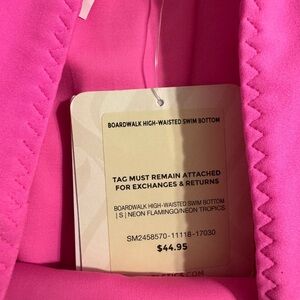 BOARDWALK HIGH-WAISTED SWIM BOTTOM
TAG MUST REMAIN ATTACHED
FOR EXCHANGES & RETURNS
BOARDWALK HIGH-WAISTED SWIM BOTTOM
| S | NEON FLAMINGO/NEON TROPICS
SM2458570-11118-17030
$44.95